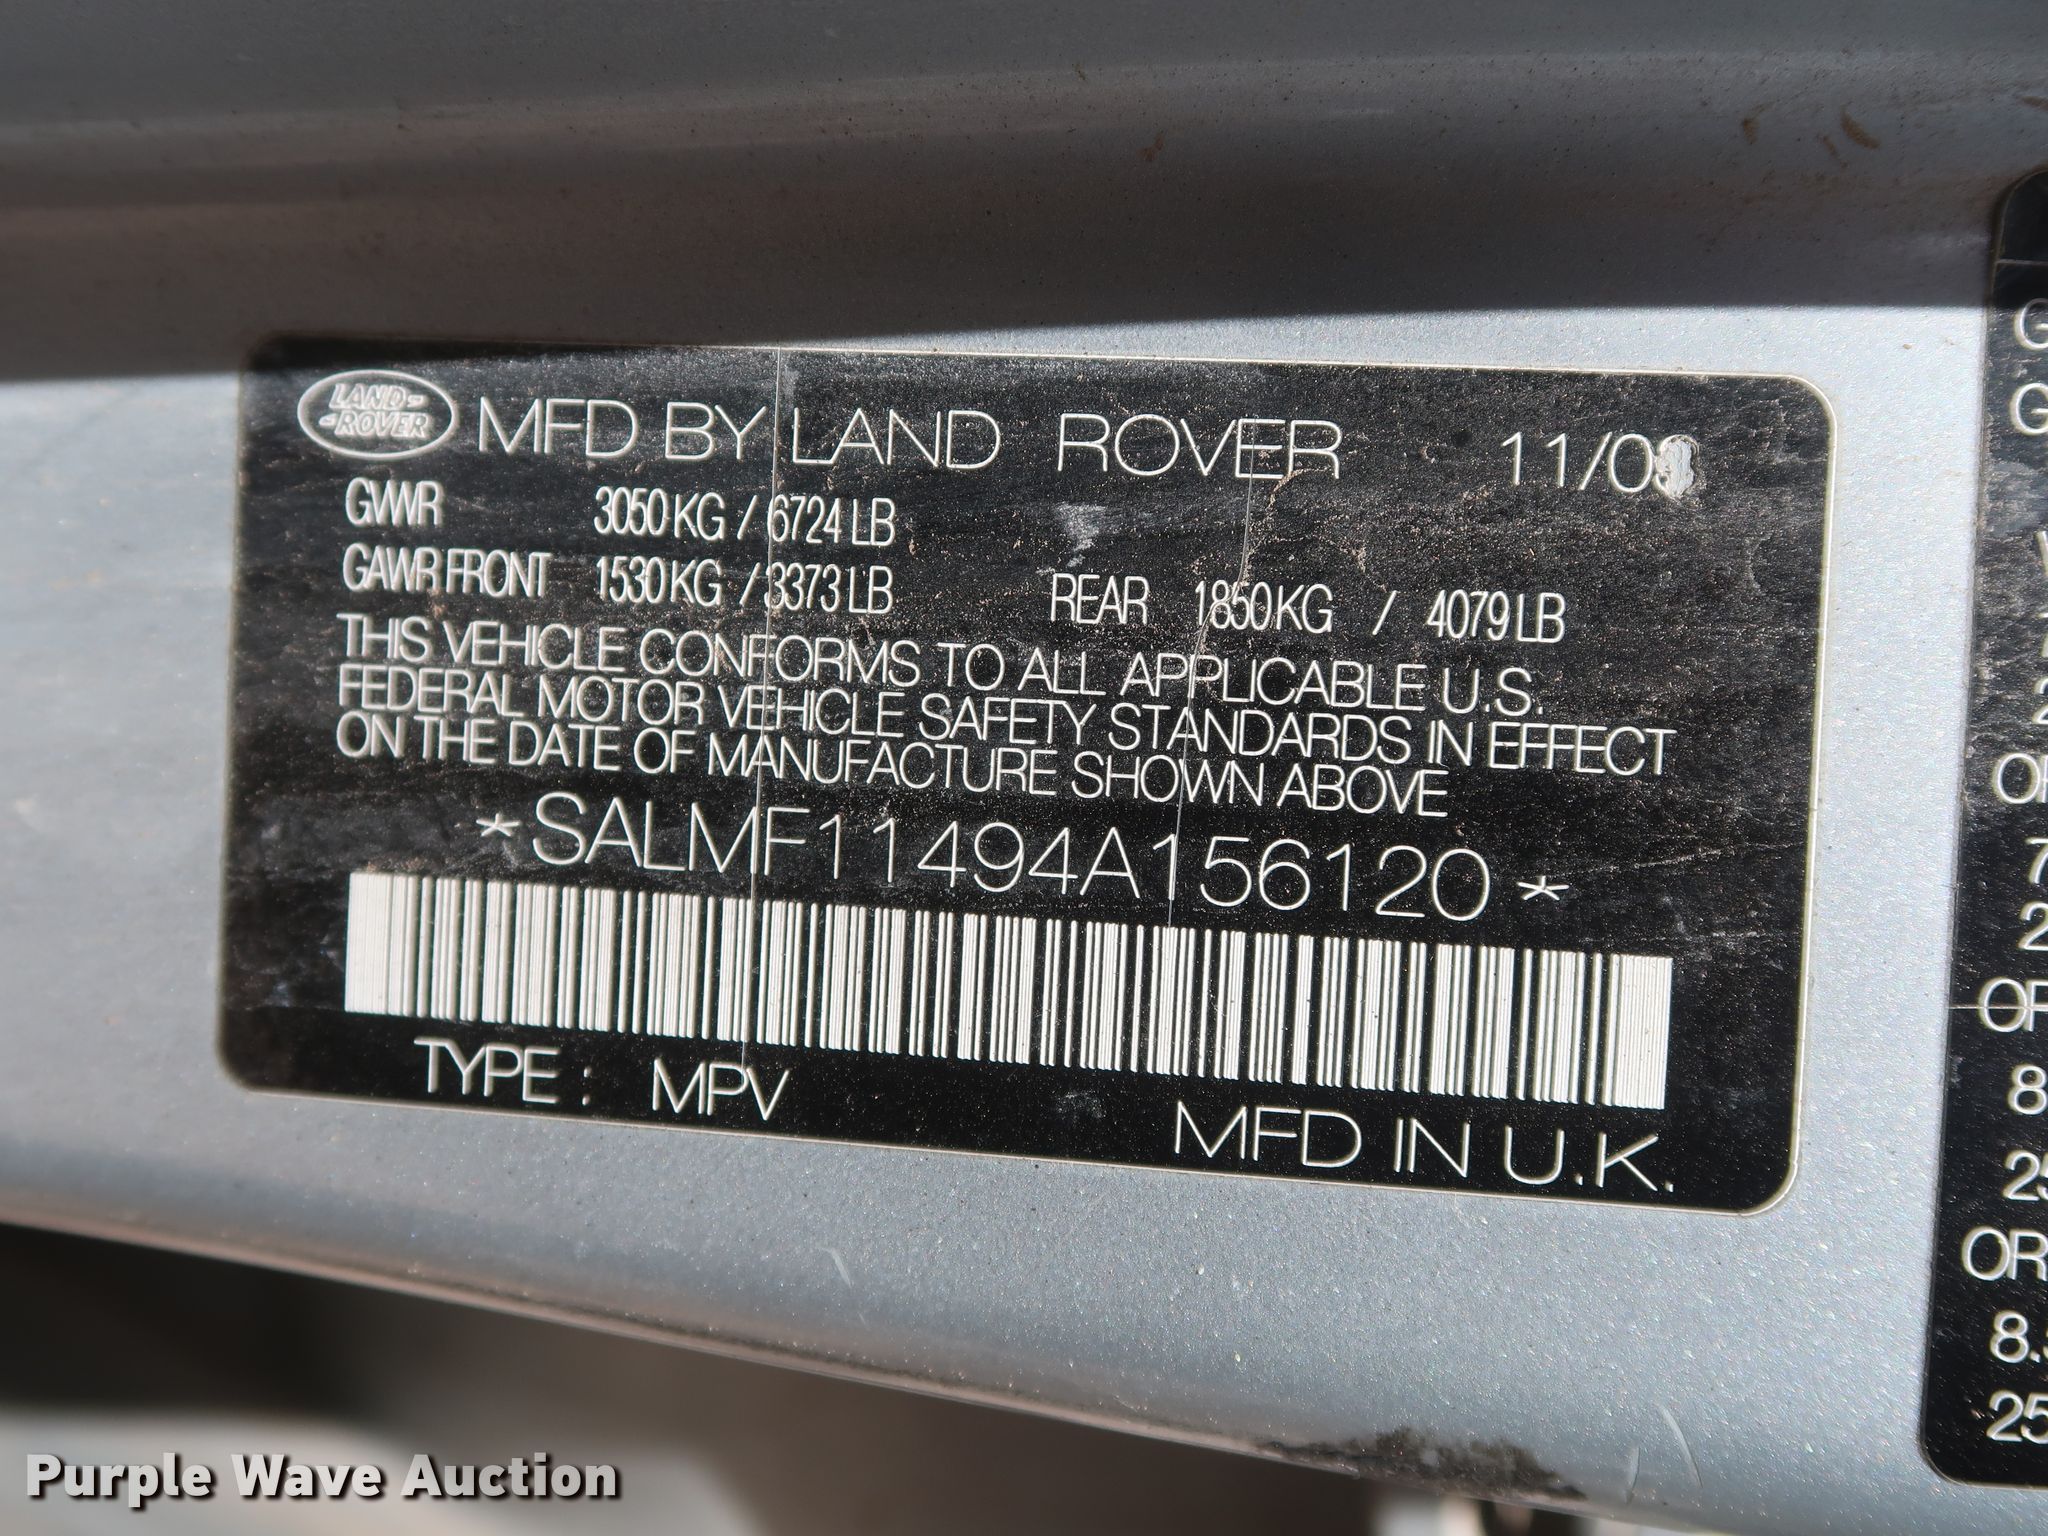 LAND-
-ROVER
MFD BY LAND ROVER 11/03
GVWR 3050 KG / 6724 LB
GAWR FRONT 1530 KG / 3373 LB REAR 1850 KG / 4079 LB
THIS VEHICLE CONFORMS TO ALL APPLICABLE U.S.
FEDERAL MOTOR VEHICLE SAFETY STANDARDS IN EFFECT
ON THE DATE OF MANUFACTURE SHOWN ABOVE
*SALMF11494A156120*
TYPE : MPV
MFD IN U.K.
Purple Wave Auction